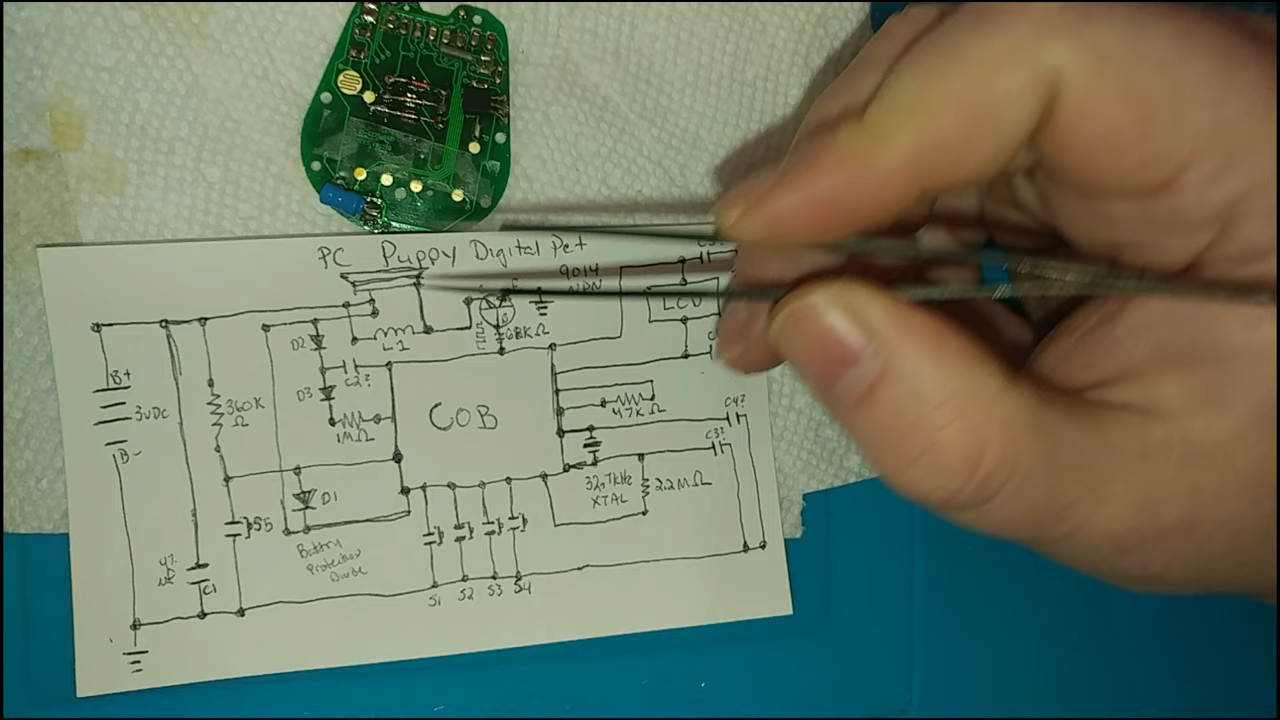 PC Puppy Digital Pet
9014
NPN
LCD
68KΩ
L1
D2
C2?
D3
1MΩ
B+
3VDC
B-
360K
Ω
COB
47KΩ
C4?
C3?
32.7kHz
XTAL
2.2MΩ
D1
S5
Battery
Protection
Diode
47
C1
S1 S2 S3 S4